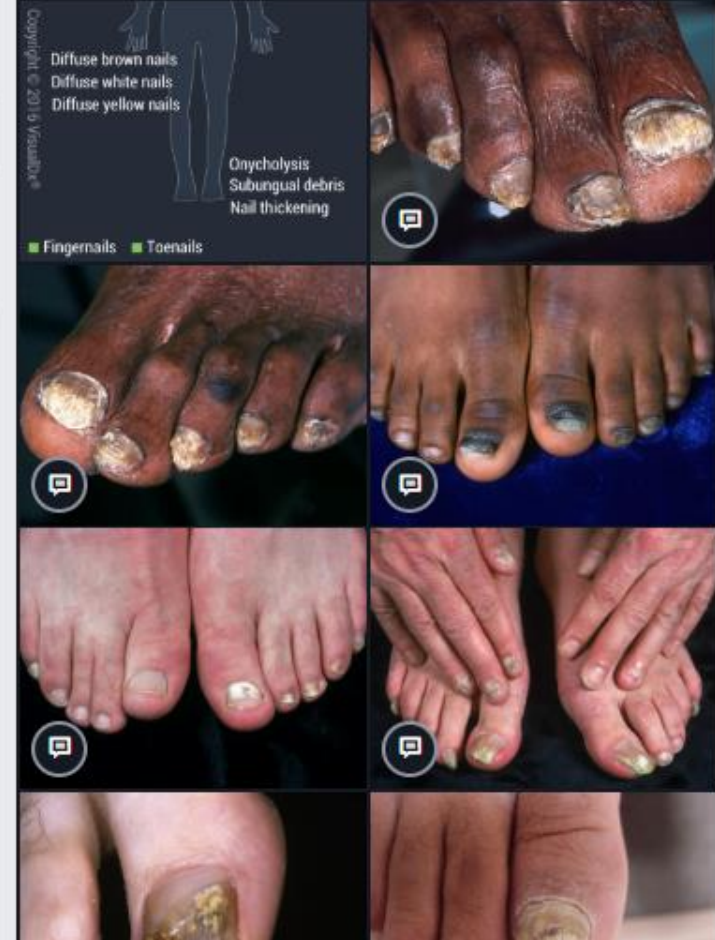 Copyright © 2016 VisualDx®
Diffuse brown nails
Diffuse white nails
Diffuse yellow nails
Onycholysis
Subungual debris
Nail thickening
Fingernails
Toenails